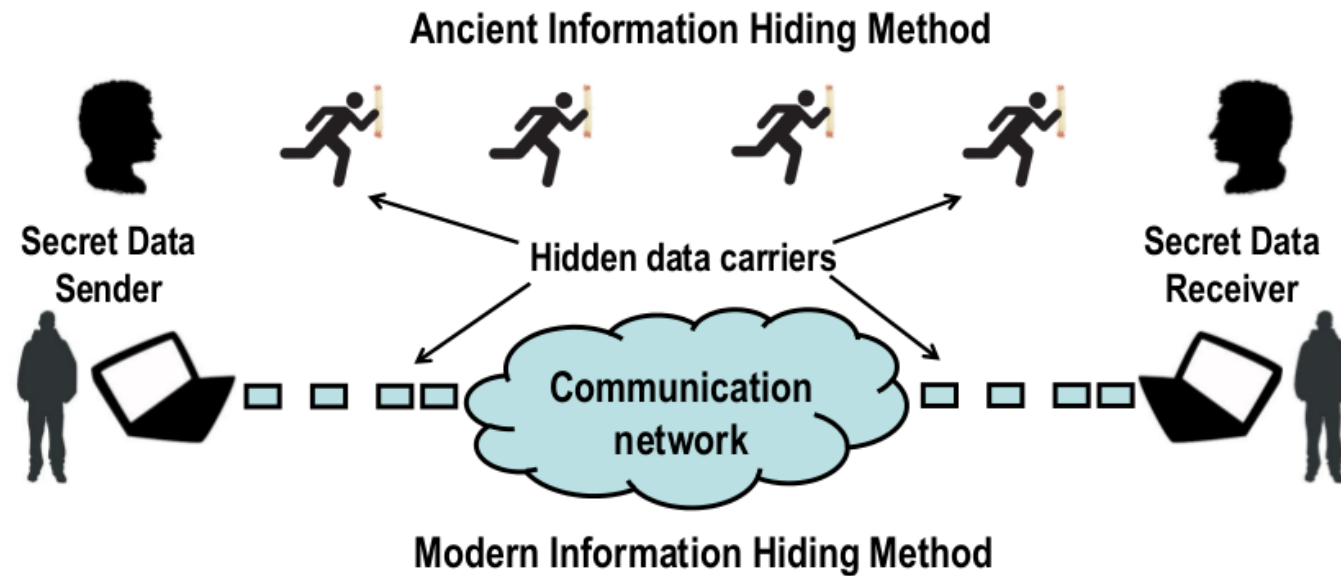 Ancient Information Hiding Method
Secret Data
Sender
Hidden data carriers
Secret Data
Receiver
Communication
network
Modern Information Hiding Method